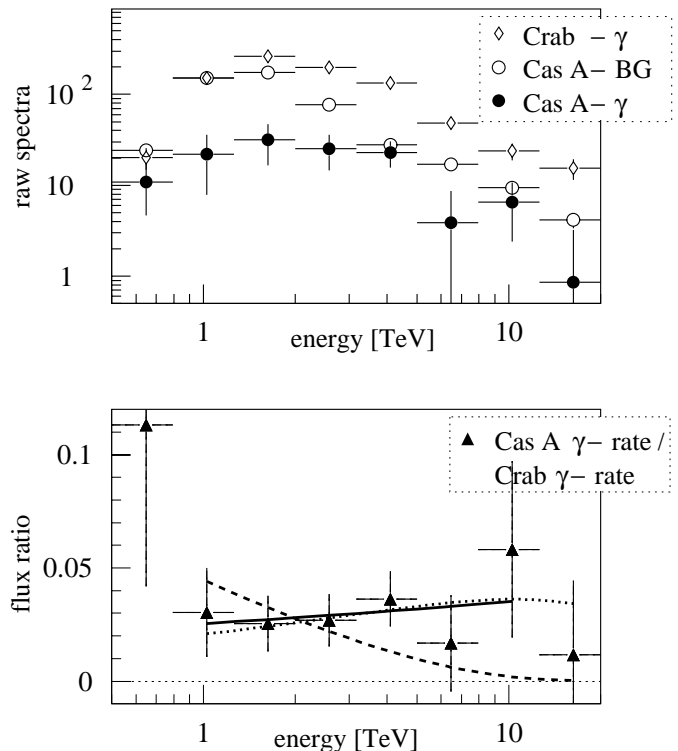 Crab – γ
Cas A– BG
Cas A– γ
raw spectra
10 2
10
1
1
10
energy [TeV]
Cas A γ– rate /
Crab γ– rate
flux ratio
0.1
0.05
0
1
10
energy [TeV]